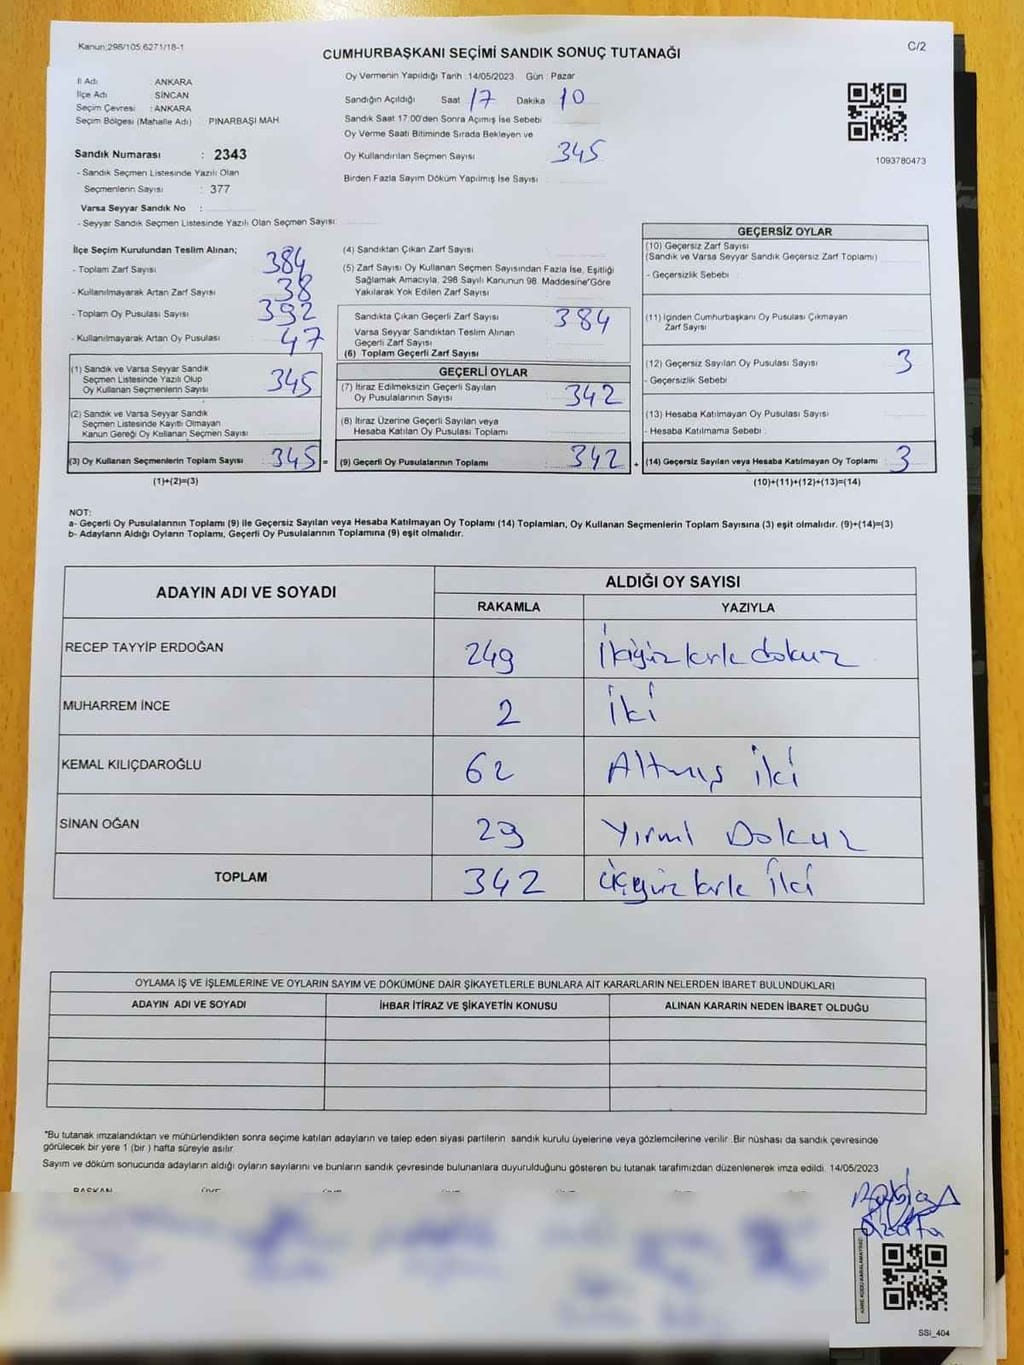 Kanun;298/105,6271/18-1
C/2
CUMHURBAŞKANI SEÇİMİ SANDIK SONUÇ TUTANAĞI
İl Adı ANKARA
İlçe Adı SİNCAN
Seçim Çevresi : ANKARA
Seçim Bölgesi (Mahalle Adı) PINARBAŞI MAH
Sandık Numarası : 2343
- Sandık Seçmen Listesinde Yazılı Olan
Seçmenlerin Sayısı : 377
Varsa Seyyar Sandık No :
- Seyyar Sandık Seçmen Listesinde Yazılı Olan Seçmen Sayısı:
Oy Vermenin Yapıldığı Tarih :14/05/2023 Gün : Pazar
Sandığın Açıldığı Saat 17 Dakika 10
Sandık Saat 17:00'den Sonra Açımış İse Sebebi
Oy Verme Saati Bitiminde Sırada Bekleyen ve
Oy Kullandırılan Seçmen Sayısı 345
Birden Fazla Sayım Döküm Yapılmış İse Sayısı
1093780473
İlçe Seçim Kurulundan Teslim Alınan;
- Toplam Zarf Sayısı 384
- Kullanılmayarak Artan Zarf Sayısı 38
- Toplam Oy Pusulası Sayısı 392
- Kullanılmayarak Artan Oy Pusulası 47
(1) Sandık ve Varsa Seyyar Sandık
Seçmen Listesinde Yazılı Olup
Oy Kullanan Seçmenlerin Sayısı 345
(2) Sandık ve Varsa Seyyar Sandık
Seçmen Listesinde Kayıtlı Olmayan
Kanun Gereği Oy Kullanan Seçmen Sayısı
(3) Oy Kullanan Seçmenlerin Toplam Sayısı 345 =
(1)+(2)=(3)
(4) Sandıktan Çıkan Zarf Sayısı
(5) Zarf Sayısı Oy Kullanan Seçmen Sayısından Fazla İse, Eşitliği
Sağlamak Amacıyla, 298 Sayılı Kanunun 98. Maddesine Göre
Yakılarak Yok Edilen Zarf Sayısı
Sandıkta Çıkan Geçerli Zarf Sayısı 384
Varsa Seyyar Sandıktan Teslim Alınan
Geçerli Zarf Sayısı
(6) Toplam Geçerli Zarf Sayısı
GEÇERLİ OYLAR
(7) İtiraz Edilmeksizin Geçerli Sayılan
Oy Pusulalarının Sayısı 342
(8) İtiraz Üzerine Geçerli Sayılan veya
Hesaba Katılan Oy Pusulası Toplamı
(9) Geçerli Oy Pusulalarının Toplamı 342 +
GEÇERSİZ OYLAR
(10) Geçersiz Zarf Sayısı
(Sandık ve Varsa Seyyar Sandık Geçersiz Zarf Toplamı)
- Geçersizlik Sebebi :
(11) İçinden Cumhurbaşkanı Oy Pusulası Çıkmayan
Zarf Sayısı
(12) Geçersiz Sayılan Oy Pusulası Sayısı 3
- Geçersizlik Sebebi :
(13) Hesaba Katılmayan Oy Pusulası Sayısı
- Hesaba Katılmama Sebebi :
(14) Geçersiz Sayılan veya Hesaba Katılmayan Oy Toplamı 3
(10)+(11)+(12)+(13)=(14)
NOT:
a- Geçerli Oy Pusulalarının Toplamı (9) ile Geçersiz Sayılan veya Hesaba Katılmayan Oy Toplamı (14) Toplamları, Oy Kullanan Seçmenlerin Toplam Sayısına (3) eşit olmalıdır. (9)+(14)=(3)
b- Adayların Aldığı Oyların Toplamı, Geçerli Oy Pusulalarının Toplamına (9) eşit olmalıdır.
ADAYIN ADI VE SOYADI ALDIĞI OY SAYISI
RAKAMLA YAZIYLA
RECEP TAYYİP ERDOĞAN 249 İkiyüz kırk dokuz
MUHARREM İNCE 2 İki
KEMAL KILIÇDAROĞLU 62 Altmış iki
SİNAN OĞAN 29 Yirmi Dokuz
TOPLAM 342 üçyüz kırk iki
OYLAMA İŞ VE İŞLEMLERİNE VE OYLARIN SAYIM VE DÖKÜMÜNE DAİR ŞİKAYETLERLE BUNLARA AİT KARARLARIN NELERDEN İBARET BULUNDUKLARI
ADAYIN ADI VE SOYADI İHBAR İTİRAZ VE ŞİKAYETİN KONUSU ALINAN KARARIN NEDEN İBARET OLDUĞU
*Bu tutanak imzalandıktan ve mühürlendikten sonra seçime katılan adayların ve talep eden siyasi partilerin sandık kurulu üyelerine veya gözlemcilerine verilir. Bir nüshası da sandık çevresinde
görülecek bir yere 1 (bir ) hafta süreyle asılır.
Sayım ve döküm sonucunda adayların aldığı oyların sayılarını ve bunların sandık çevresinde bulunanlara duyurulduğunu gösteren bu tutanak tarafımızdan düzenlenerek imza edildi. 14/05/2023
BAŞKAN
SSİ_404